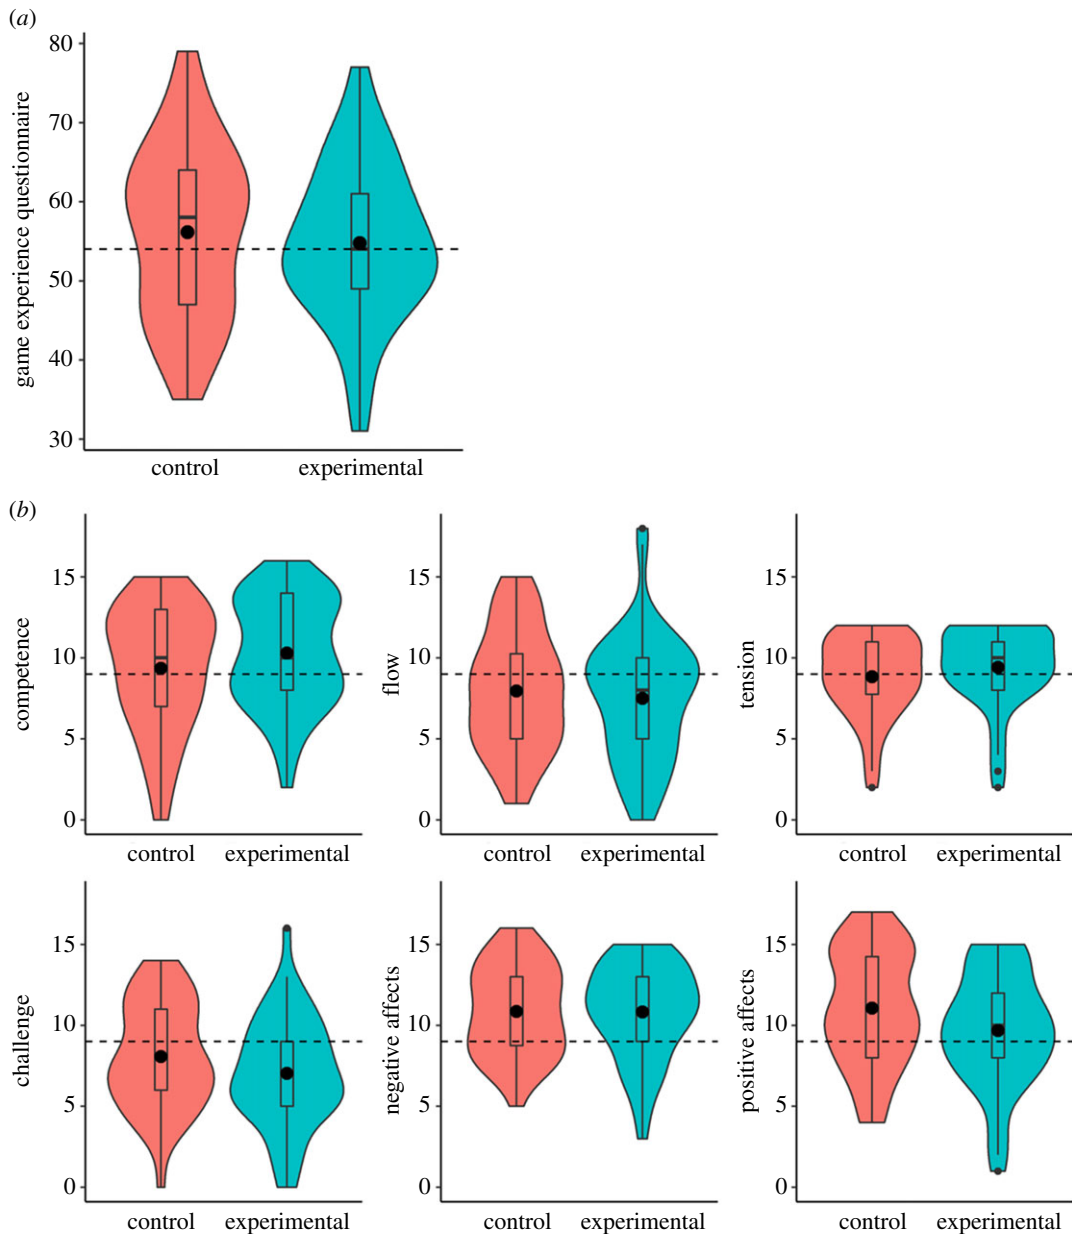 (a)
game experience questionnaire
80
70
60
50
40
30
control experimental
(b)
competence
15
10
5
0
control experimental
flow
15
10
5
0
control experimental
tension
15
10
5
0
control experimental
challenge
15
10
5
0
control experimental
negative affects
15
10
5
0
control experimental
positive affects
15
10
5
0
control experimental